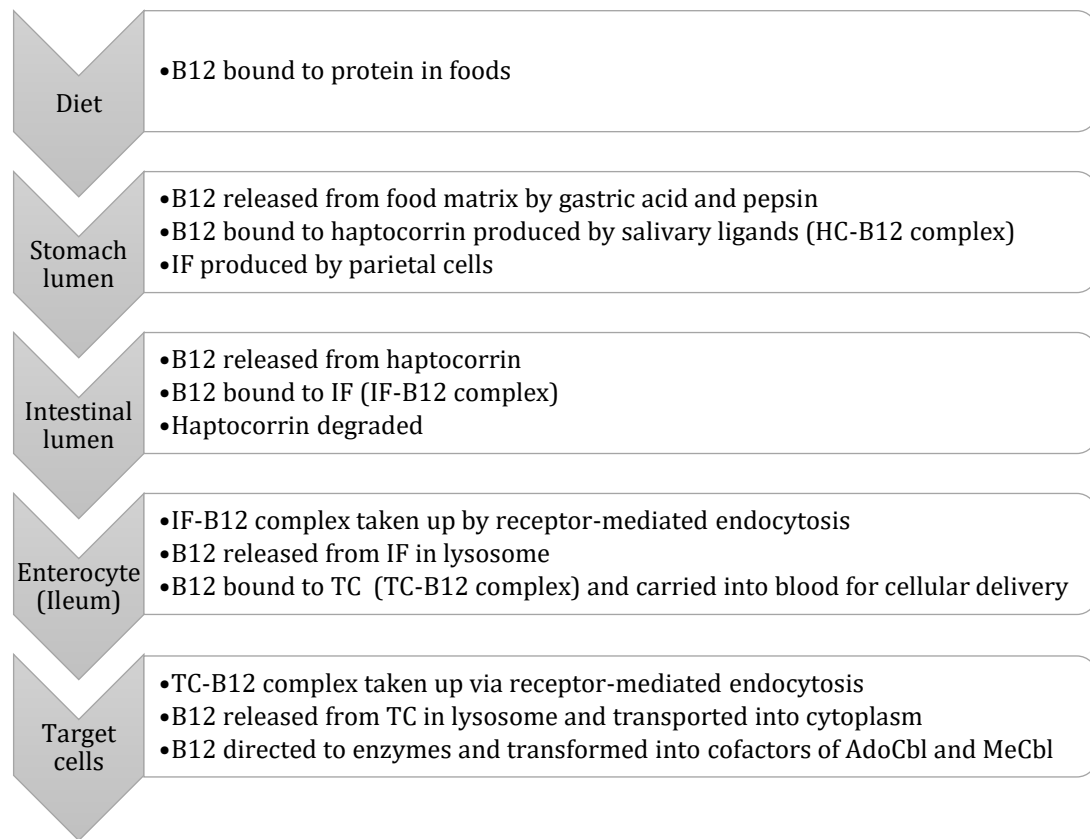 Diet
•B12 bound to protein in foods
Stomach
lumen
•B12 released from food matrix by gastric acid and pepsin
•B12 bound to haptocorrin produced by salivary ligands (HC-B12 complex)
•IF produced by parietal cells
Intestinal
lumen
•B12 released from haptocorrin
•B12 bound to IF (IF-B12 complex)
•Haptocorrin degraded
Enterocyte
(Ileum)
•IF-B12 complex taken up by receptor-mediated endocytosis
•B12 released from IF in lysosome
•B12 bound to TC (TC-B12 complex) and carried into blood for cellular delivery
Target
cells
•TC-B12 complex taken up via receptor-mediated endocytosis
•B12 released from TC in lysosome and transported into cytoplasm
•B12 directed to enzymes and transformed into cofactors of AdoCbl and MeCbl